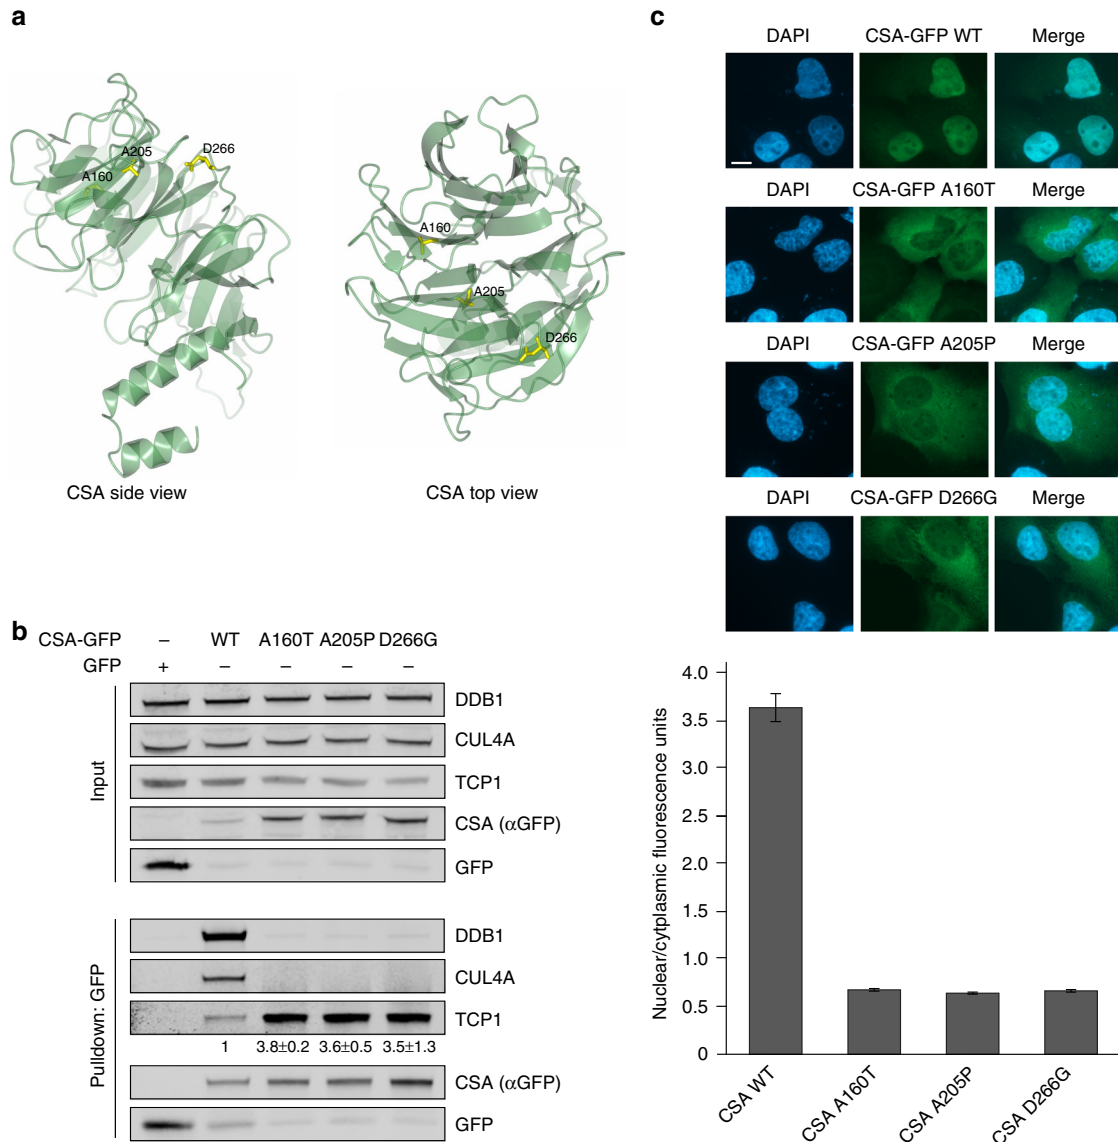 a
A205
D266
A160
CSA side view
A160
A205
D266
CSA top view
b
CSA-GFP – WT A160T A205P D266G
GFP + – – – –
Input
DDB1
CUL4A
TCP1
CSA (αGFP)
GFP
Pulldown: GFP
DDB1
CUL4A
TCP1
1 3.8±0.2 3.6±0.5 3.5±1.3
CSA (αGFP)
GFP
c
DAPI CSA-GFP WT Merge
DAPI CSA-GFP A160T Merge
DAPI CSA-GFP A205P Merge
DAPI CSA-GFP D266G Merge
Nuclear/cytplasmic fluorescence units
4.0
3.5
3.0
2.5
2.0
1.5
1.0
0.5
0
CSA WT
CSA A160T
CSA A205P
CSA D266G